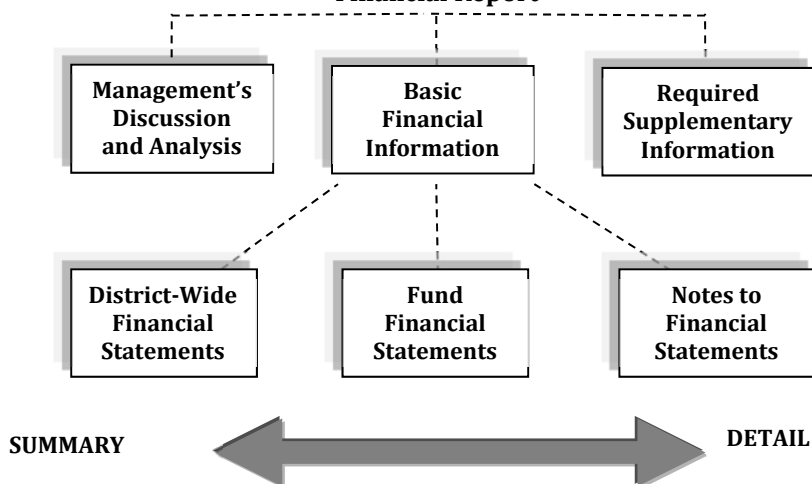 Financial Report
Management's
Discussion
and Analysis
Basic
Financial
Information
Required
Supplementary
Information
District-Wide
Financial
Statements
Fund
Financial
Statements
Notes to
Financial
Statements
SUMMARY
DETAIL